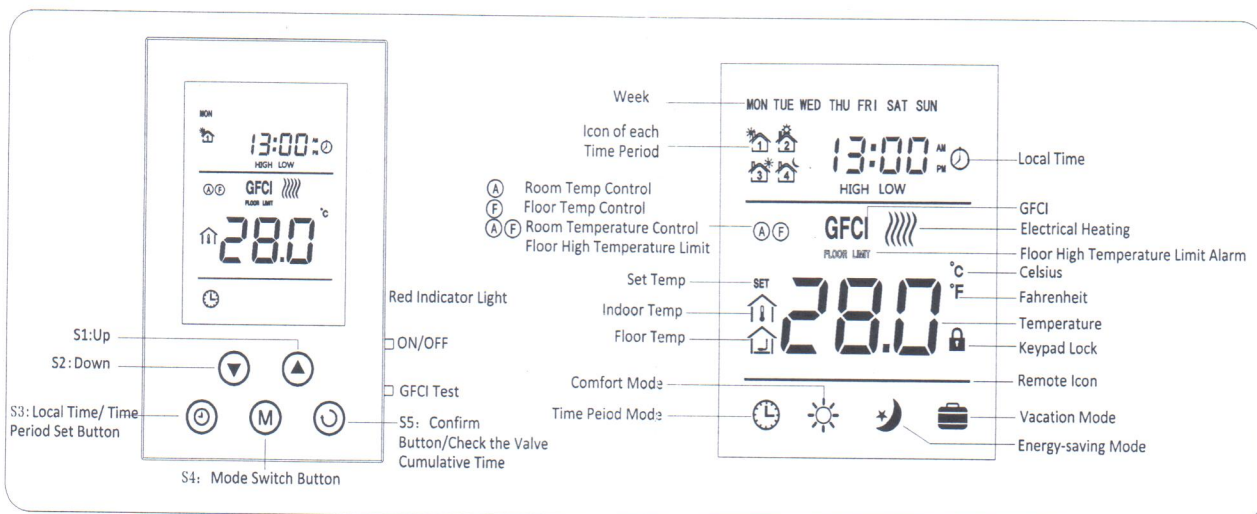 MON
1
13:00 AM PM
HIGH LOW
A F GFCI
FLOOR LIMIT
°C
28.0
Red Indicator Light
S1:Up
ON/OFF
S2:Down
GFCI Test
S3: Local Time/ Time
Period Set Button
M
S5: Confirm
Button/Check the Valve
Cumulative Time
S4: Mode Switch Button
Week
MON TUE WED THU FRI SAT SUN
Icon of each
Time Period
1 2
3 4
13:00 AM PM
HIGH LOW
Local Time
A Room Temp Control
F Floor Temp Control
A F Room Temperature Control
Floor High Temperature Limit
A F GFCI
FLOOR LIMIT
GFCI
Electrical Heating
Floor High Temperature Limit Alarm
Set Temp
SET
°C
Celsius
°F
Fahrenheit
Indoor Temp
28.0
Temperature
Floor Temp
Keypad Lock
Remote Icon
Comfort Mode
Time Peiod Mode
Vacation Mode
Energy-saving Mode